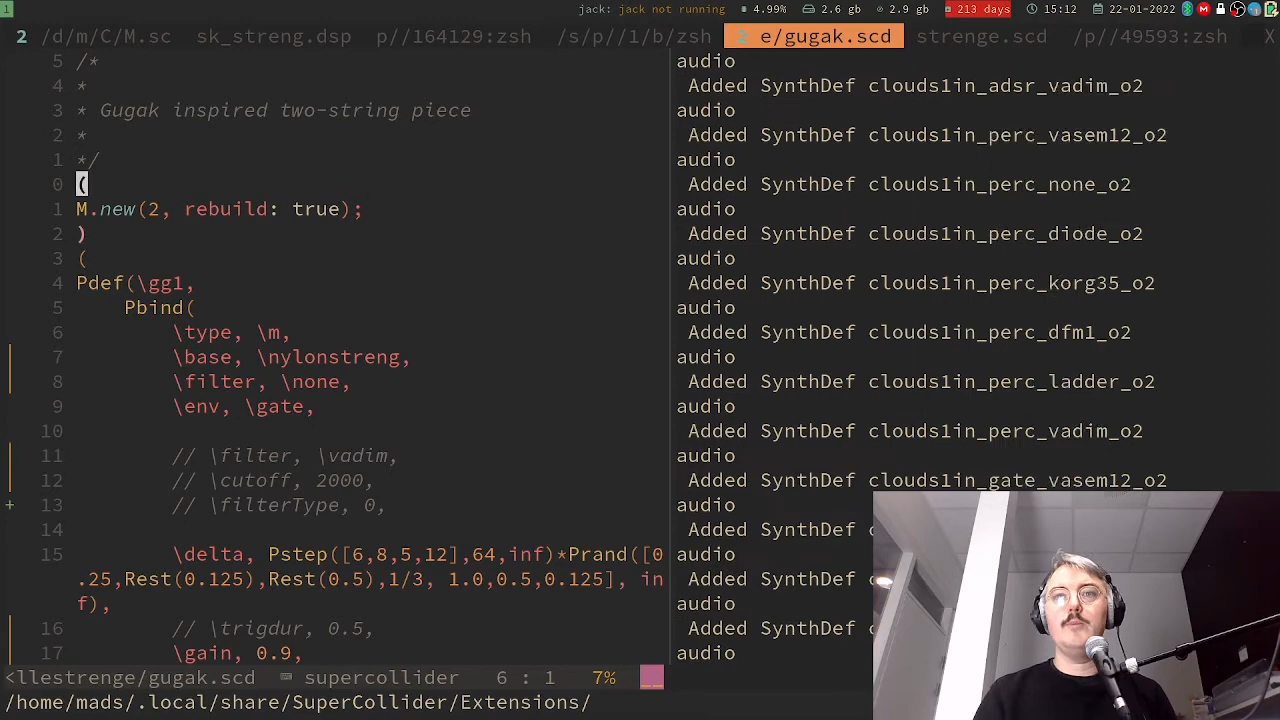 1 jack: jack not running 4.99% 2.6 gb 2.9 gb 213 days 15:12 22-01-2022
2 /d/m/C/M.sc sk_streng.dsp p//164129:zsh /s/p//1/b/zsh 2 e/gugak.scd strenge.scd /p//49593:zsh X
5 /*
4 *
3 * Gugak inspired two-string piece
2 *
1 */
0 (
1 M.new(2, rebuild: true);
2 )
3 (
4 Pdef(\gg1,
5 Pbind(
6 \type, \m,
7 \base, \nylonstreng,
8 \filter, \none,
9 \env, \gate,
10
11 // \filter, \vadim,
12 // \cutoff, 2000,
+ 13 // \filterType, 0,
14
15 \delta, Pstep([6,8,5,12],64,inf)*Prand([0
.25,Rest(0.125),Rest(0.5),1/3, 1.0,0.5,0.125], in
f),
16 // \trigdur, 0.5,
17 \gain, 0.9,
<llestrenge/gugak.scd supercollider 6 : 1 7%
/home/mads/.local/share/SuperCollider/Extensions/
audio
Added SynthDef clouds1in_adsr_vadim_o2
audio
Added SynthDef clouds1in_perc_vasem12_o2
audio
Added SynthDef clouds1in_perc_none_o2
audio
Added SynthDef clouds1in_perc_diode_o2
audio
Added SynthDef clouds1in_perc_korg35_o2
audio
Added SynthDef clouds1in_perc_dfm1_o2
audio
Added SynthDef clouds1in_perc_ladder_o2
audio
Added SynthDef clouds1in_perc_vadim_o2
audio
Added SynthDef clouds1in_gate_vasem12_o2
audio
Added SynthDef
audio
Added SynthDef
audio
Added SynthDef
audio